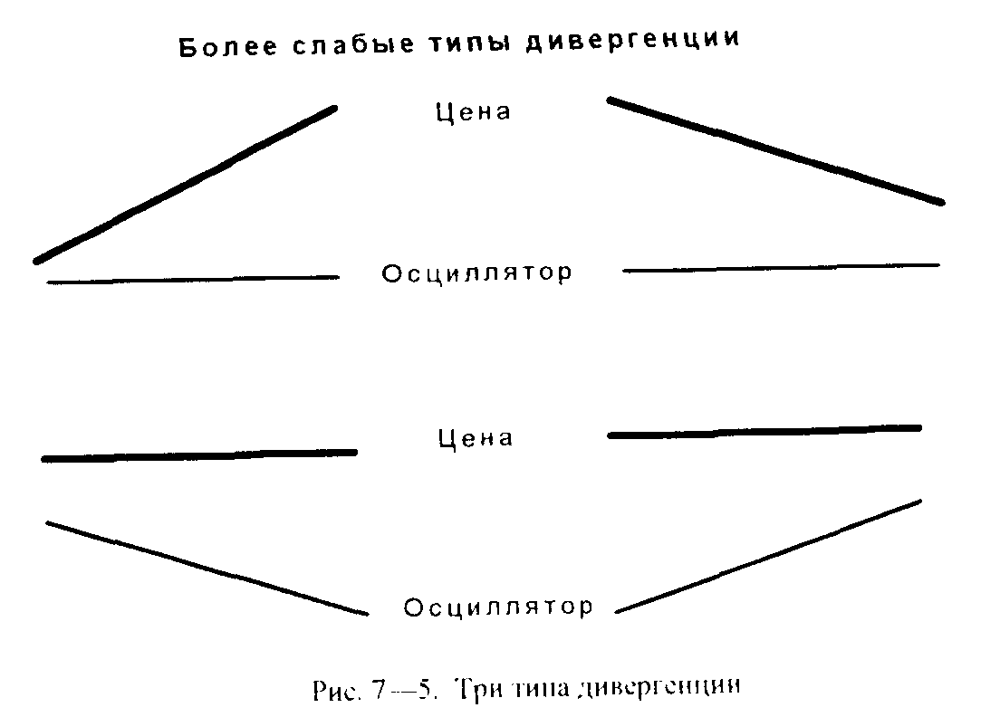 Более слабые типы дивергенции
Цена
Осциллятор
Цена
Осциллятор
Рис. 7—5. Три типа дивергенции